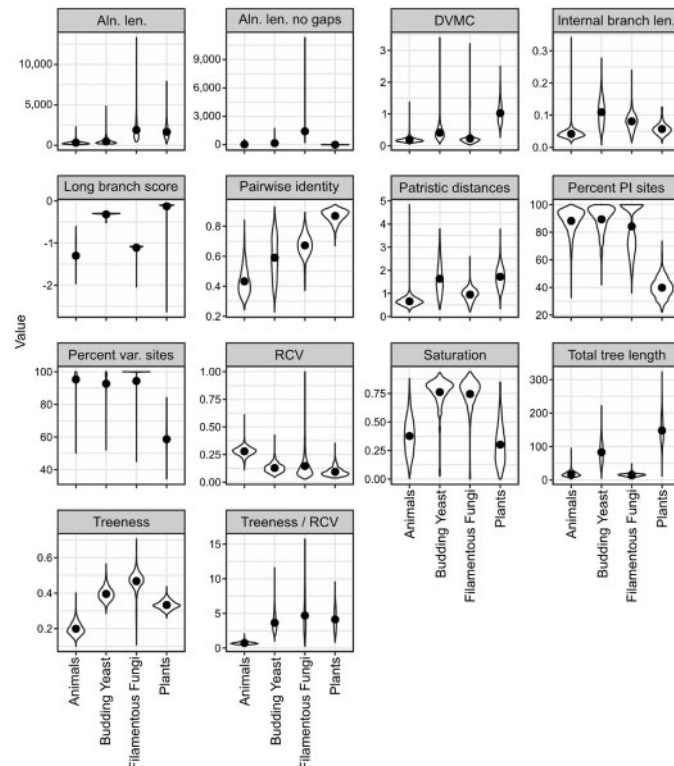 Aln. len.
Aln. len. no gaps
DVMC
Internal branch len.
10,000
5,000
0
9,000
6,000
3,000
0
3
2
1
0
0.3
0.2
0.1
0.0
Long branch score
Pairwise identity
Patristic distances
Percent PI sites
0
-2
0.8
0.6
0.4
0.2
5
4
3
2
1
0
100
80
60
40
20
Value
Percent var. sites
RCV
Saturation
Total tree length
100
80
60
40
1.00
0.75
0.50
0.25
0.00
0.75
0.50
0.25
0.00
300
200
100
0
Treeness
Treeness / RCV
0.6
0.4
0.2
15
10
5
0
Animals
Budding Yeast
Filamentous Fungi
Plants
Animals
Budding Yeast
Filamentous Fungi
Plants
Animals
Budding Yeast
Filamentous Fungi
Plants
Animals
Budding Yeast
Filamentous Fungi
Plants